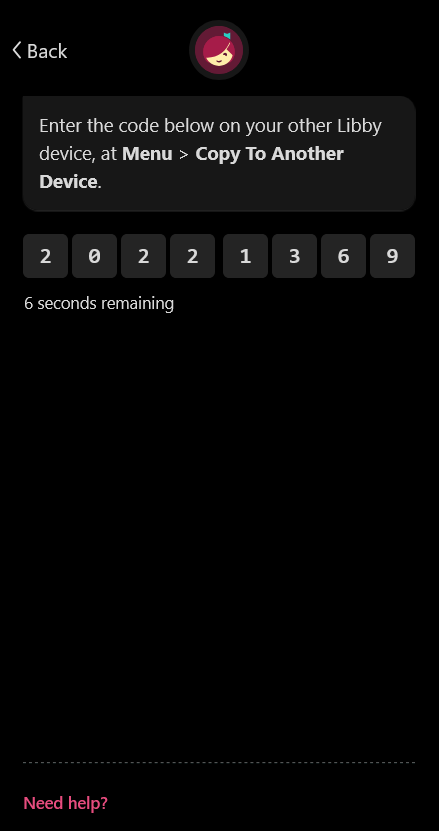 Back
Enter the code below on your other Libby
device, at Menu > Copy To Another
Device.
2 0 2 2 1 3 6 9
6 seconds remaining
Need help?